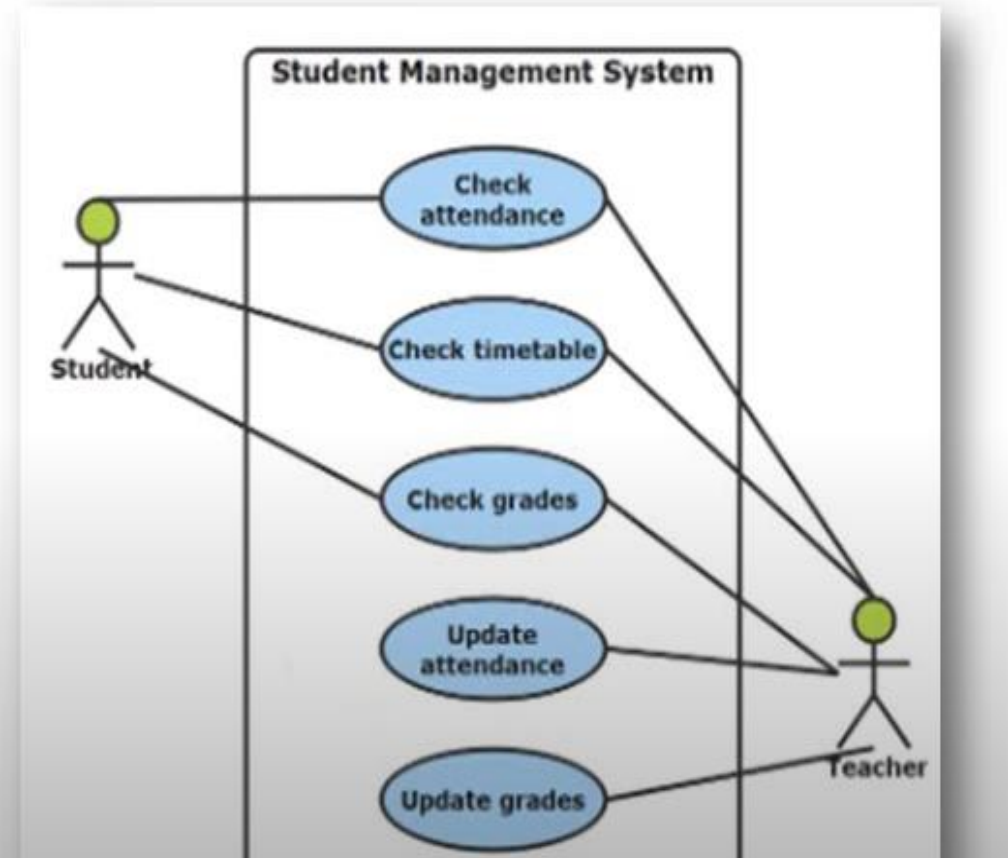 Student Management System
Check
attendance
Check timetable
Student
Check grades
Update
attendance
Teacher
Update grades